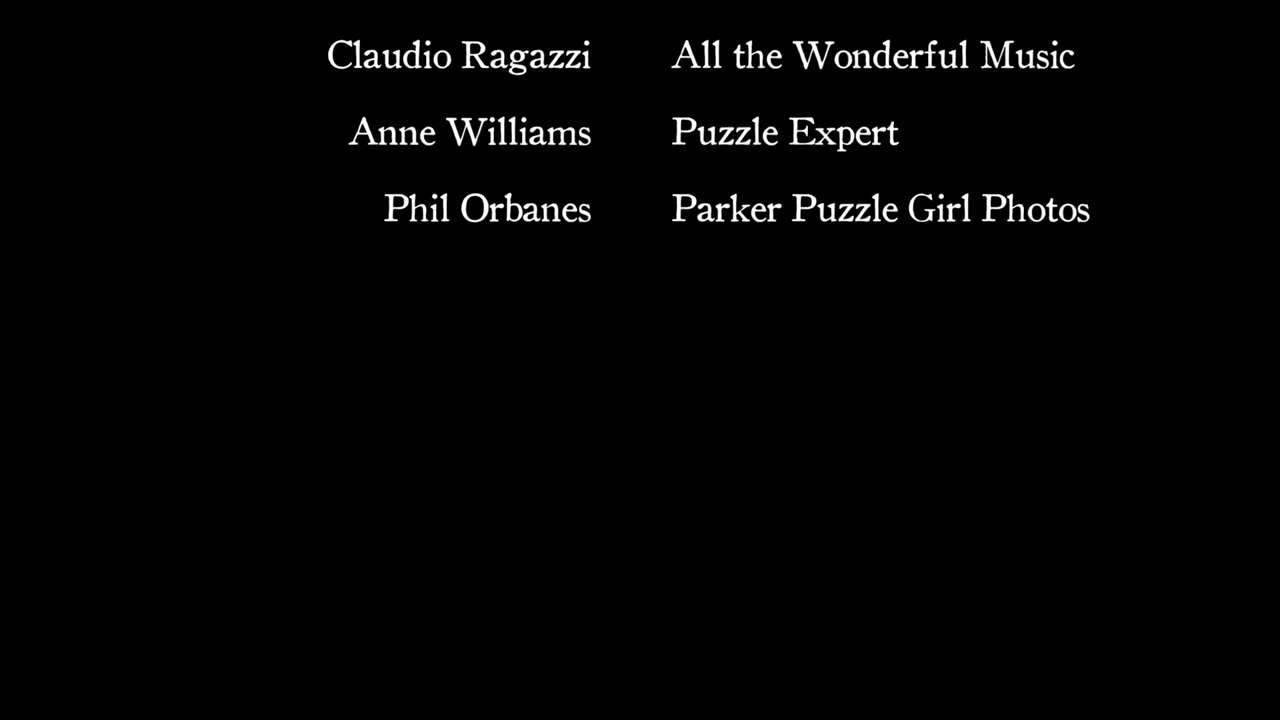 Claudio Ragazzi All the Wonderful Music
Anne Williams Puzzle Expert
Phil Orbanes Parker Puzzle Girl Photos